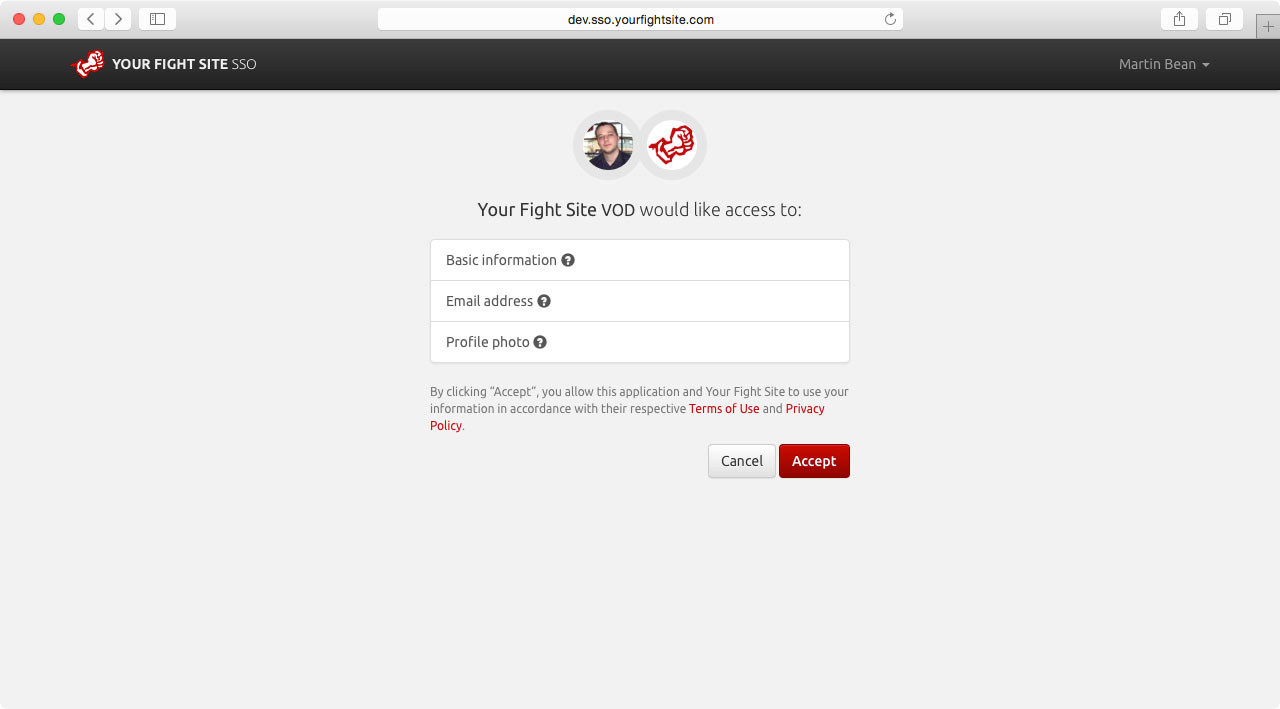 dev.sso.yourfightsite.com
YOUR FIGHT SITE SSO
Martin Bean
Your Fight Site VOD would like access to:
Basic information
Email address
Profile photo
By clicking “Accept”, you allow this application and Your Fight Site to use your
information in accordance with their respective Terms of Use and Privacy
Policy.
Cancel
Accept